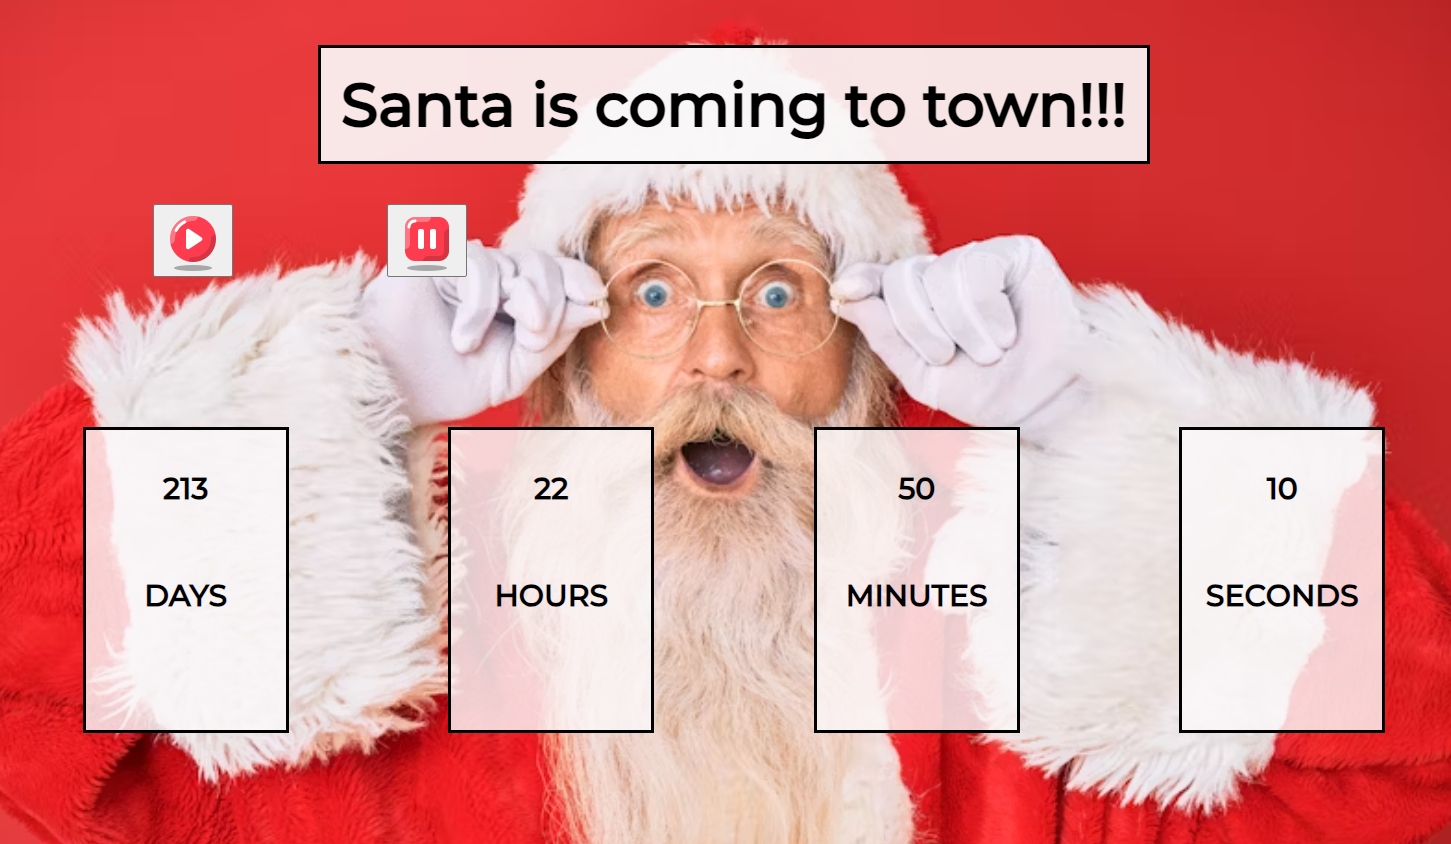 Santa is coming to town!!!
213
22
50
10
DAYS
HOURS
MINUTES
SECONDS